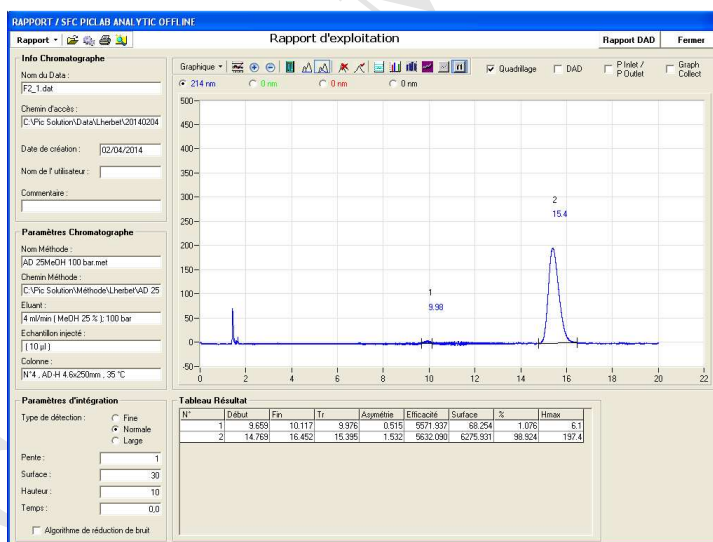 RAPPORT / SFC PICLAB ANALYTIC OFFLINE
Rapport
Rapport d'exploitation
Rapport DAD
Fermer
Info Chromatographe
Nom du Data :
F2_1.dat
Chemin d'accès :
C:\Pic Solution\Data\Lherbet\20140204
Date de création :
02/04/2014
Nom de l' utilisateur :
Commentaire :
Paramètres Chromatographe
Nom Méthode :
AD 25MeOH 100 bar.met
Chemin Méthode :
C:\Pic Solution\Méthode\Lherbet\AD 25
Eluant :
4 ml/min ( MeOH 25 % ); 100 bar
Echantillon injecté :
( 10 µl )
Colonne :
N°4 , AD-H 4.6x250mm , 35 °C
Paramètres d'intégration
Type de détection :
Fine
Normale
Large
Pente :
1
Surface :
30
Hauteur :
10
Temps :
0,0
Algorithme de réduction de bruit
Graphique
Quadrillage
DAD
P Inlet /
P Outlet
Graph
Collect
214 nm
0 nm
0 nm
0 nm
500
450
400
350
300
250
200
150
100
50
0
-50
0 2 4 6 8 10 12 14 16 18 20 22
1
9.98
2
15.4
Tableau Résultat
N° Début Fin Tr Asymétrie Efficacité Surface % Hmax
1 9.659 10.117 9.976 0.515 5571.937 68.254 1.076 6.1
2 14.769 16.452 15.395 1.532 5632.090 6275.931 98.924 197.4